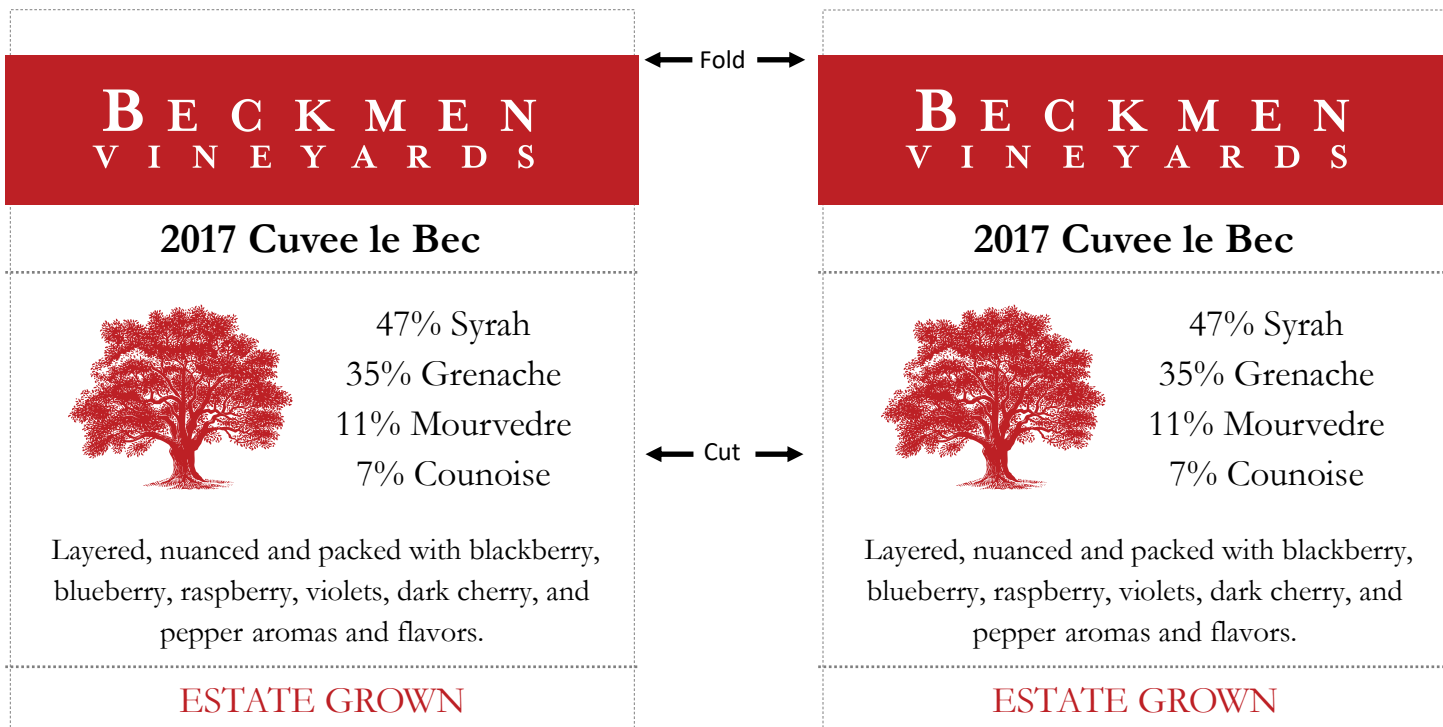 BECKMEN
VINEYARDS
2017 Cuvee le Bec
47% Syrah
35% Grenache
11% Mourvedre
7% Counoise
Layered, nuanced and packed with blackberry,
blueberry, raspberry, violets, dark cherry, and
pepper aromas and flavors.
ESTATE GROWN
Fold
Cut
BECKMEN
VINEYARDS
2017 Cuvee le Bec
47% Syrah
35% Grenache
11% Mourvedre
7% Counoise
Layered, nuanced and packed with blackberry,
blueberry, raspberry, violets, dark cherry, and
pepper aromas and flavors.
ESTATE GROWN